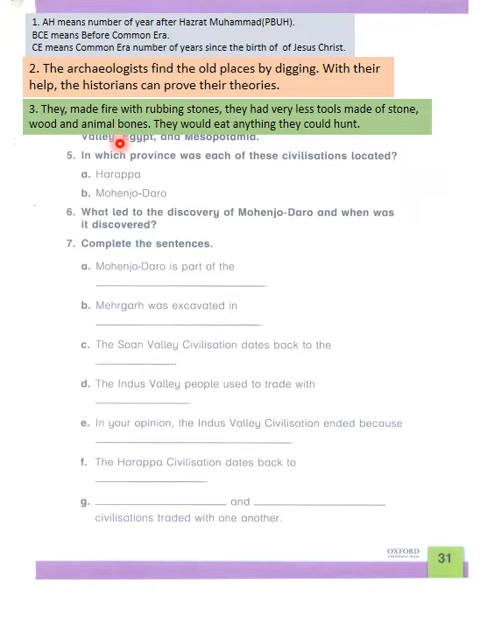 1. AH means number of year after Hazrat Muhammad(PBUH).
BCE means Before Common Era.
CE means Common Era number of years since the birth of of Jesus Christ.
2. The archaeologists find the old places by digging. With their
help, the historians can prove their theories.
3. They, made fire with rubbing stones, they had very less tools made of stone,
wood and animal bones. They would eat anything they could hunt.
Valley, Egypt, and Mesopotamia.
5. In which province was each of these civilisations located?
a. Harappa
b. Mohenjo-Daro
6. What led to the discovery of Mohenjo-Daro and when was
it discovered?
7. Complete the sentences.
a. Mohenjo-Daro is part of the
b. Mehrgarh was excavated in
c. The Soan Valley Civilisation dates back to the
d. The Indus Valley people used to trade with
e. In your opinion, the Indus Valley Civilisation ended because
f. The Harappa Civilisation dates back to
g. and
civilisations traded with one another.
OXFORD
UNIVERSITY PRESS
31